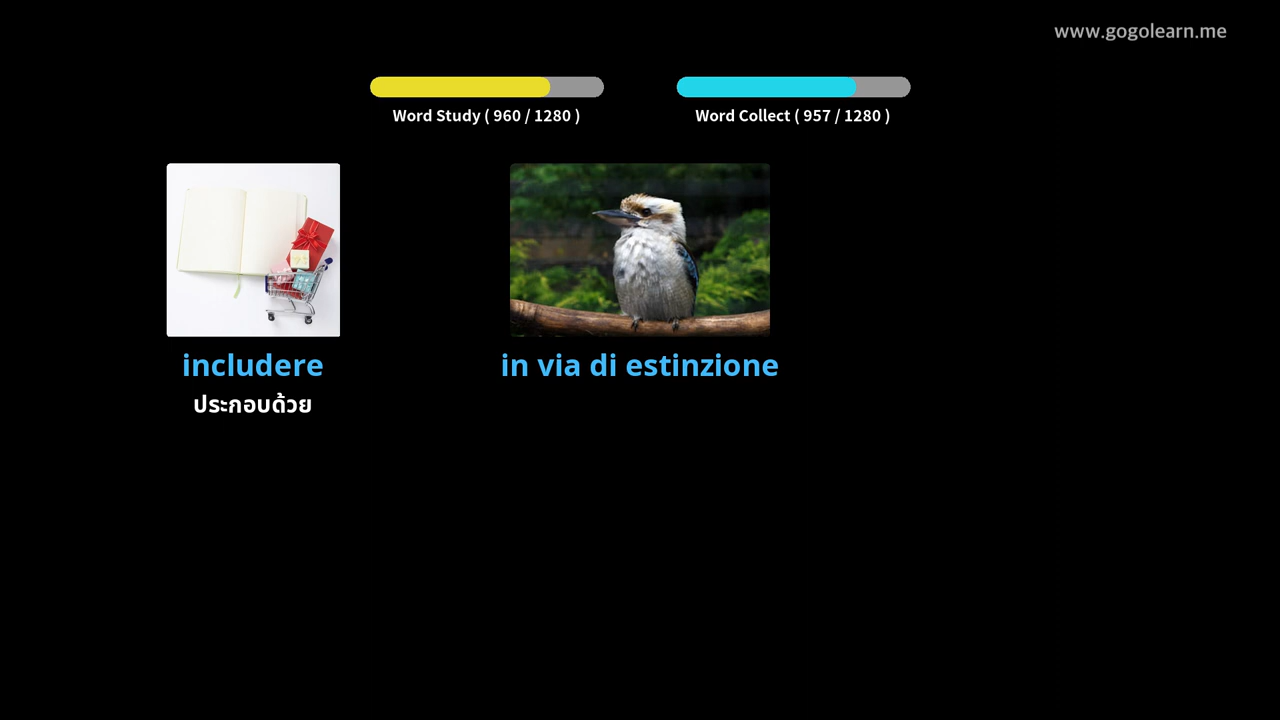 www.gogolearn.me
Word Study ( 960 / 1280 )
Word Collect ( 957 / 1280 )
includere
ประกอบด้วย
in via di estinzione